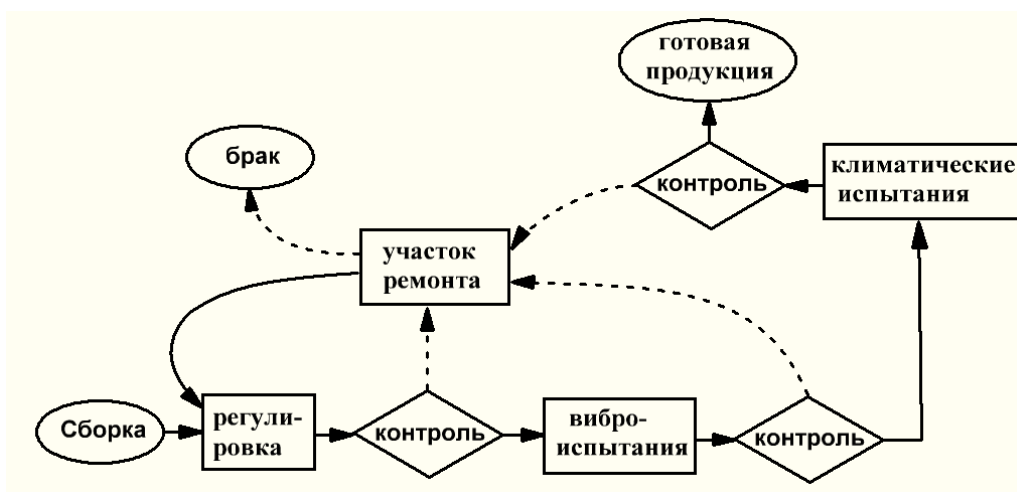 готовая
продукция
брак
контроль
климатические
испытания
участок
ремонта
Сборка
регули-
ровка
контроль
вибро-
испытания
контроль